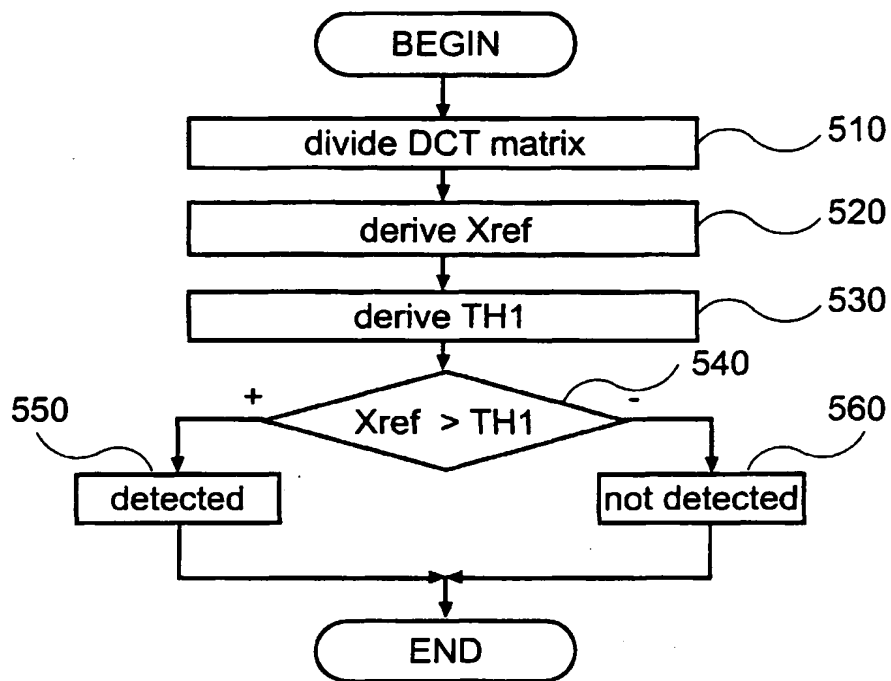 BEGIN
divide DCT matrix
510
derive Xref
520
derive TH1
530
540
+
Xref > TH1
-
550
560
detected
not detected
END